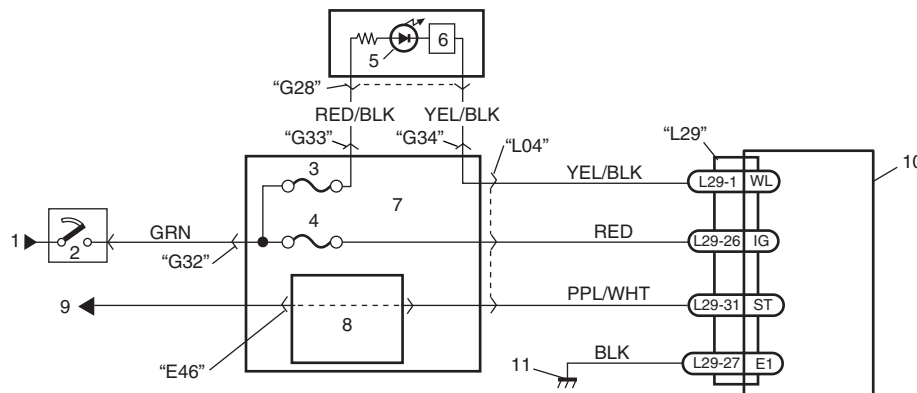 6
5
“G28”
RED/BLK YEL/BLK
“G33” “G34” “L04” “L29”
3
10
YEL/BLK L29-1 WL
7
4
1 2 GRN RED L29-26 IG
“G32”
9 PPL/WHT L29-31 ST
8
“E46” 11 BLK L29-27 E1